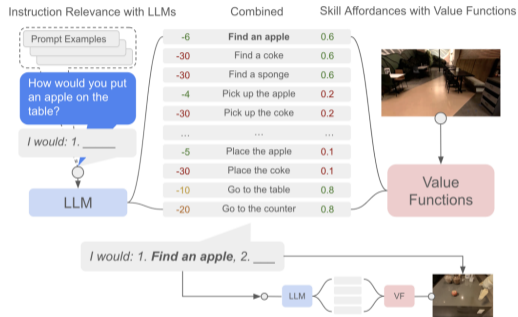 Instruction Relevance with LLMs
Combined
Skill Affordances with Value Functions
Prompt Examples
How would you put
an apple on the
table?
I would: 1. ______
LLM
-6 Find an apple 0.6
-30 Find a coke 0.6
-30 Find a sponge 0.6
-4 Pick up the apple 0.2
-30 Pick up the coke 0.2
... ... ...
-5 Place the apple 0.1
-30 Place the coke 0.1
-10 Go to the table 0.8
-20 Go to the counter 0.8
Value
Functions
I would: 1. Find an apple, 2. ___
LLM
VF